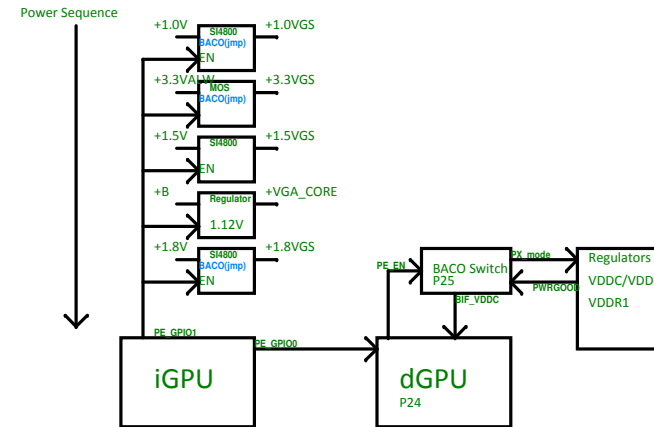 Power Sequence
+1.0V
SI4800
BACO(jmp)
EN
+1.0VGS
+3.3VALW
MOS
BACO(jmp)
+3.3VGS
+1.5V
SI4800
EN
+1.5VGS
+B
Regulator
1.12V
+VGA_CORE
+1.8V
SI4800
BACO(jmp)
EN
+1.8VGS
PE_EN
BACO Switch
P25
PX_mode
PWRGOOD
BIF_VDDC
Regulators
VDDC/VDD
VDDR1
PE_GPIO1
iGPU
PE_GPIO0
dGPU
P24